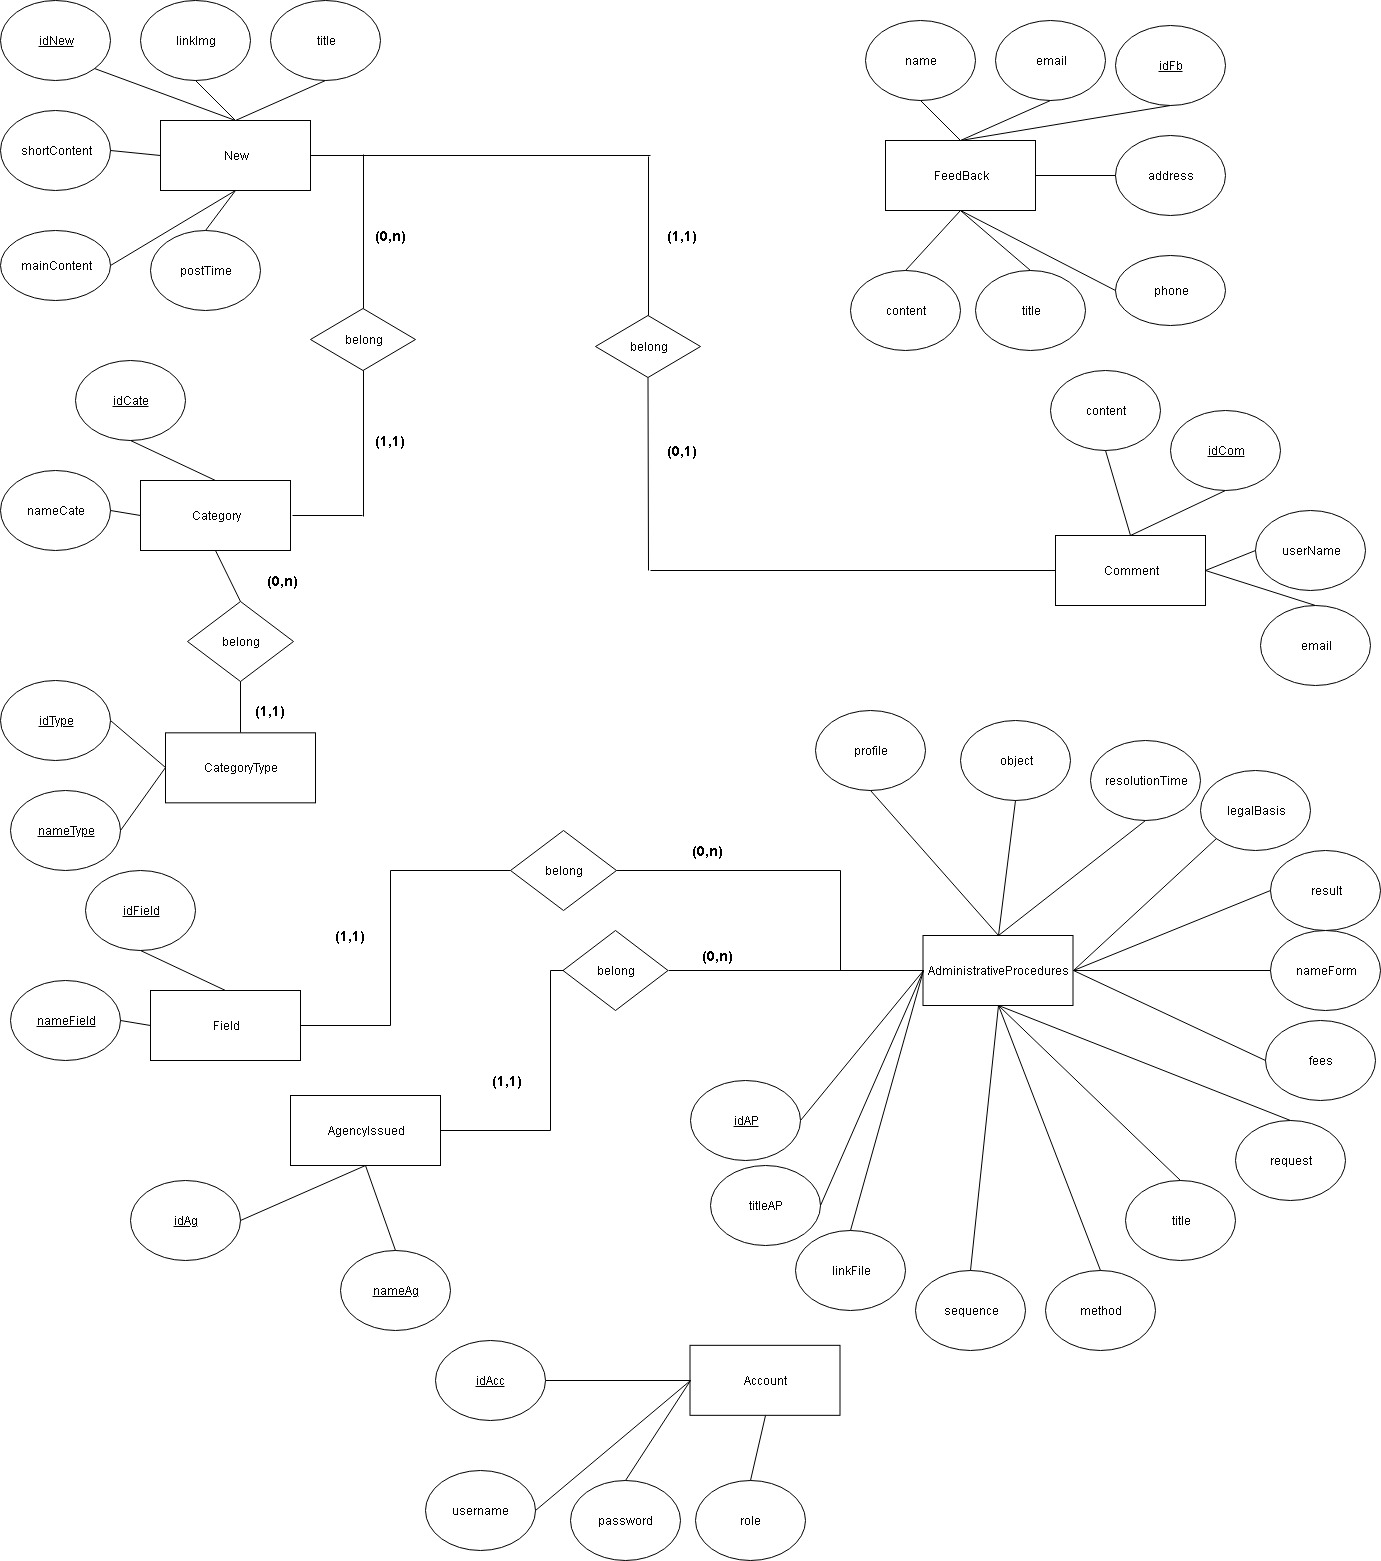 idNew
linkImg
title
shortContent
New
mainContent
postTime
name
email
idFb
FeedBack
address
content
title
phone
(0,n)
(1,1)
belong
belong
(1,1)
(0,1)
idCate
nameCate
Category
content
idCom
userName
Comment
email
(0,n)
belong
(1,1)
idType
CategoryType
nameType
profile
object
resolutionTime
legalBasis
result
nameForm
fees
request
title
method
sequence
linkFile
titleAP
idAP
AdministrativeProcedures
belong
(0,n)
(1,1)
belong
(0,n)
(1,1)
idField
nameField
Field
AgencyIssued
idAg
nameAg
idAcc
Account
username
password
role